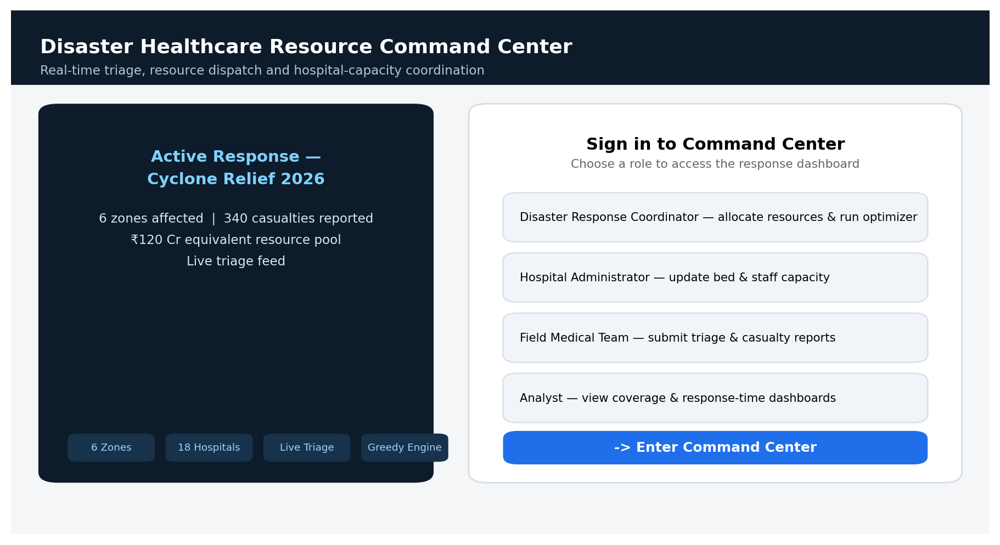 Disaster Healthcare Resource Command Center
Real-time triage, resource dispatch and hospital-capacity coordination
Active Response —
Cyclone Relief 2026
6 zones affected | 340 casualties reported
₹120 Cr equivalent resource pool
Live triage feed
6 Zones
18 Hospitals
Live Triage
Greedy Engine
Sign in to Command Center
Choose a role to access the response dashboard
Disaster Response Coordinator — allocate resources & run optimizer
Hospital Administrator — update bed & staff capacity
Field Medical Team — submit triage & casualty reports
Analyst — view coverage & response-time dashboards
-> Enter Command Center